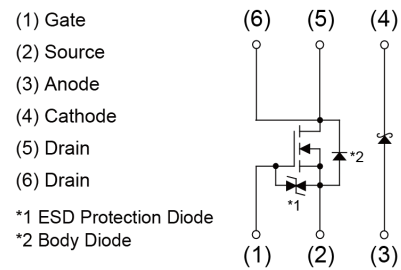 (1) Gate
(2) Source
(3) Anode
(4) Cathode
(5) Drain
(6) Drain
*1 ESD Protection Diode
*2 Body Diode
(6) (5) (4)
*2
*1
(1) (2) (3)